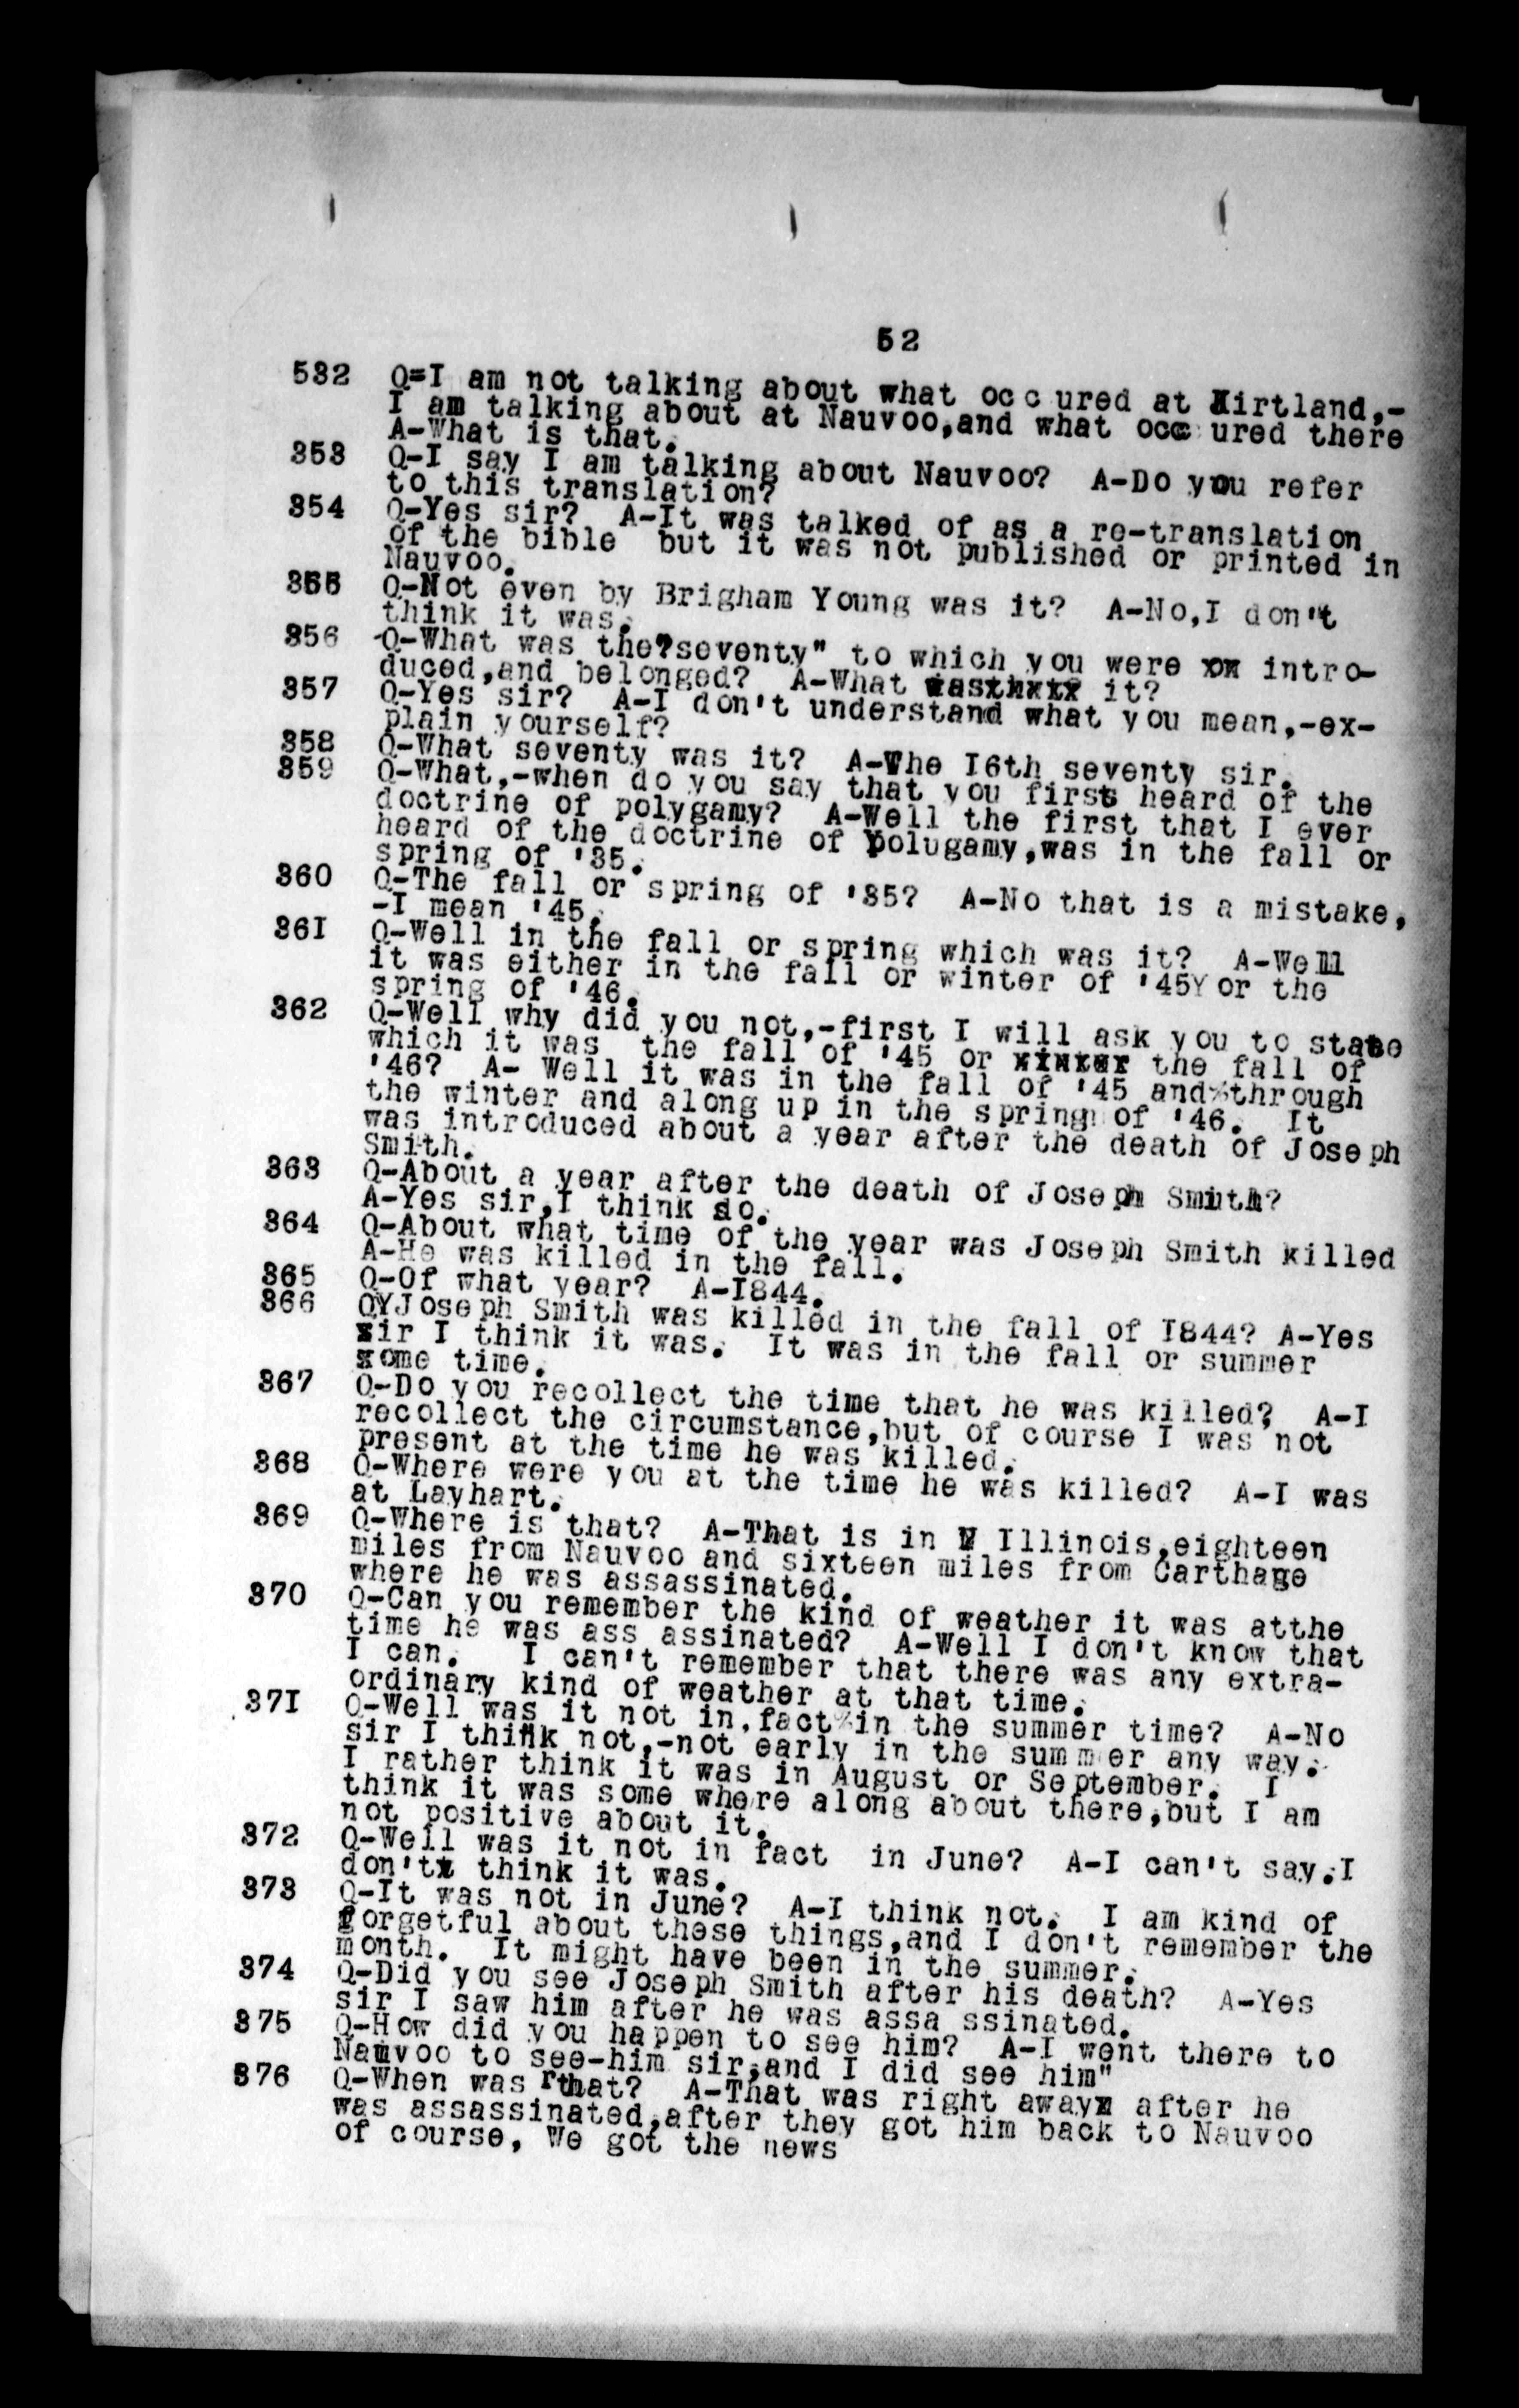 52
532 Q=I am not talking about what occured at Kirtland,-
I am talking about at Nauvoo,and what occured there
A-What is that.
353 Q-I say I am talking about Nauvoo? A-Do you refer
to this translation?
354 Q-Yes sir? A-It was talked of as a re-translation
of the bible but it was not published or printed in
Nauvoo.
355 Q-Not even by Brigham Young was it? A-No,I don't
think it was.
356 -Q-What was the"seventy" to which you were xx intro-
duced,and belonged? A-What it?
357 Q-Yes sir? A-I don't understand what you mean,-ex-
plain yourself?
358 Q-What seventy was it? A-The I6th seventy sir.
359 Q-What,-when do you say that you first heard of the
doctrine of polygamy? A-Well the first that I ever
heard of the doctrine of polugamy,was in the fall or
spring of '35.
360 Q-The fall or spring of '35? A-No that is a mistake,
-I mean '45.
36I Q-Well in the fall or spring which was it? A-Well
it was either in the fall or winter of '45Yor the
spring of '46.
362 Q-Well why did you not,-first I will ask you to state
which it was the fall of '45 or the fall of
'46? A- Well it was in the fall of '45 and%through
the winter and along up in the spring of '46. It
was introduced about a year after the death of Joseph
Smith.
363 Q-About a year after the death of Joseph Smith?
A-Yes sir,I think so.
364 Q-About what time of the year was Joseph Smith killed
A-He was killed in the fall.
365 Q-Of what year? A-I844.
366 QYJoseph Smith was killed in the fall of I844? A-Yes
sir I think it was. It was in the fall or summer
some time.
367 Q-Do you recollect the time that he was killed? A-I
recollect the circumstance,but of course I was not
present at the time he was killed.
368 Q-Where were you at the time he was killed? A-I was
at Layhart.
369 Q-Where is that? A-That is in Illinois,eighteen
miles from Nauvoo and sixteen miles from Carthage
where he was assassinated.
370 Q-Can you remember the kind of weather it was atthe
time he was ass assinated? A-Well I don't know that
I can. I can't remember that there was any extra-
ordinary kind of weather at that time.
37I Q-Well was it not in,fact%in the summer time? A-No
sir I think not,-not early in the summer any way.
I rather think it was in August or September. I
think it was some where along about there,but I am
not positive about it.
372 Q-Well was it not in fact in June? A-I can't say.I
don'tx think it was.
373 Q-It was not in June? A-I think not. I am kind of
forgetful about these things,and I don't remember the
month. It might have been in the summer.
374 Q-Did you see Joseph Smith after his death? A-Yes
sir I saw him after he was assa ssinated.
375 Q-How did you happen to see him? A-I went there to
Nauvoo to see-him sir,and I did see him"
376 Q-When was that? A-That was right awayx after he
was assassinated,after they got him back to Nauvoo
of course, We got the news